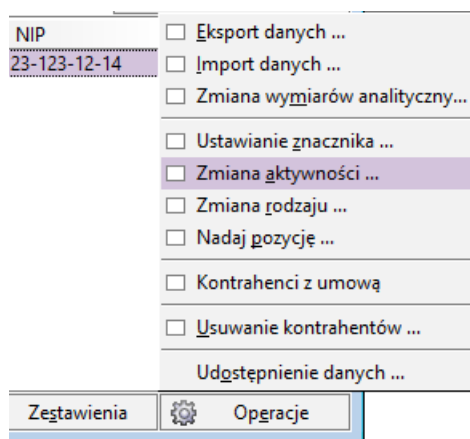 NIP
23-123-12-14
Eksport danych ...
Import danych ...
Zmiana wymiarów analityczny...
Ustawianie znacznika ...
Zmiana aktywności ...
Zmiana rodzaju ...
Nadaj pozycję ...
Kontrahenci z umową
Usuwanie kontrahentów ...
Udostępnienie danych ...
Zestawienia
Operacje